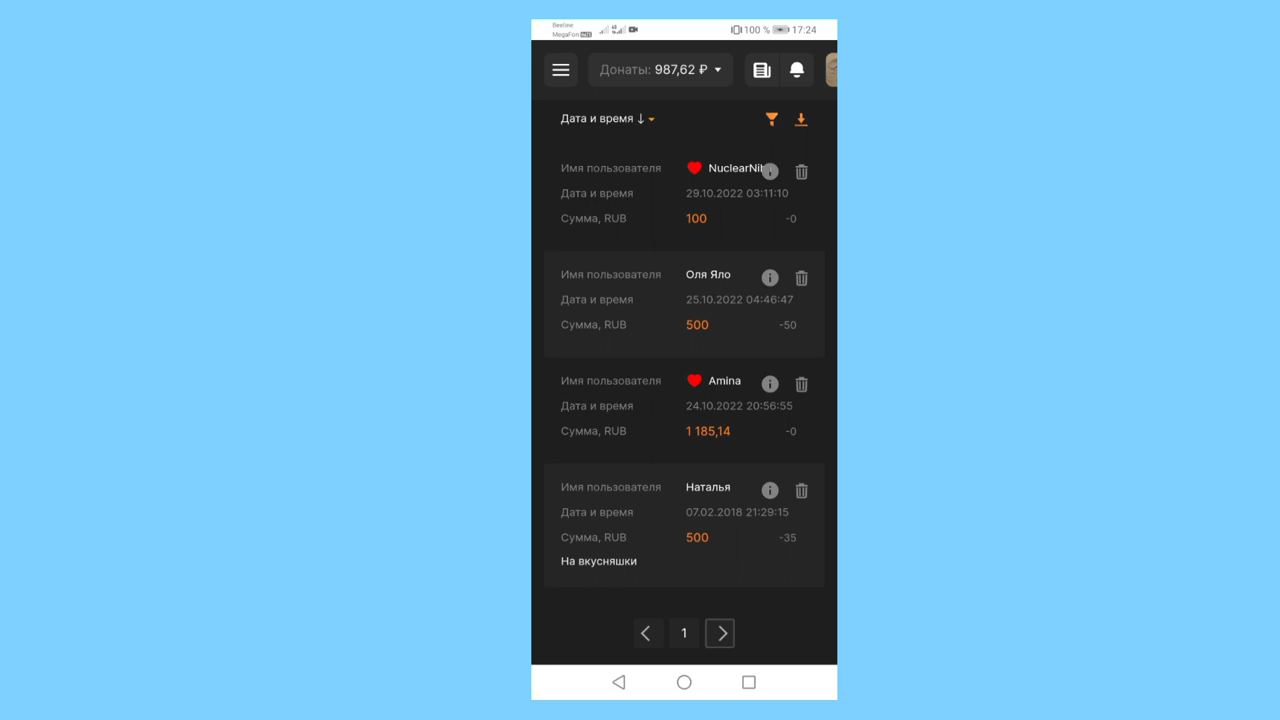 Beeline
MegaFon
100 % 17:24
Донаты: 987,62 ₽
Дата и время ↓
Имя пользователя
Дата и время 29.10.2022 03:11:10
Сумма, RUB 100 -0
Имя пользователя Оля Яло
Дата и время 25.10.2022 04:46:47
Сумма, RUB 500 -50
Имя пользователя Amina
Дата и время 24.10.2022 20:56:55
Сумма, RUB 1 185,14 -0
Имя пользователя Наталья
Дата и время 07.02.2018 21:29:15
Сумма, RUB 500 -35
На вкусняшки
1